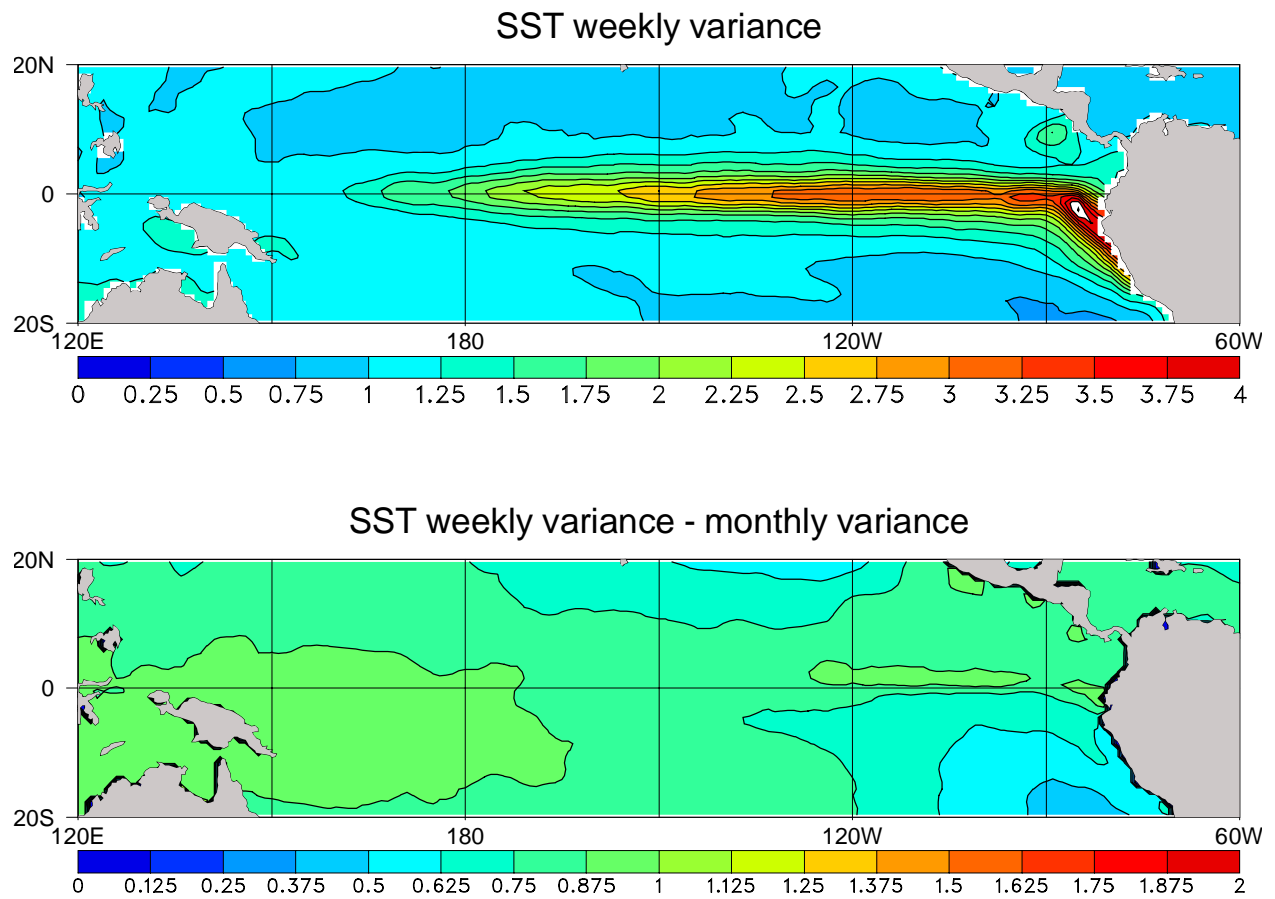 SST weekly variance
20N
0
20S
120E 180 120W 60W
0 0.25 0.5 0.75 1 1.25 1.5 1.75 2 2.25 2.5 2.75 3 3.25 3.5 3.75 4
SST weekly variance - monthly variance
20N
0
20S
120E 180 120W 60W
0 0.125 0.25 0.375 0.5 0.625 0.75 0.875 1 1.125 1.25 1.375 1.5 1.625 1.75 1.875 2